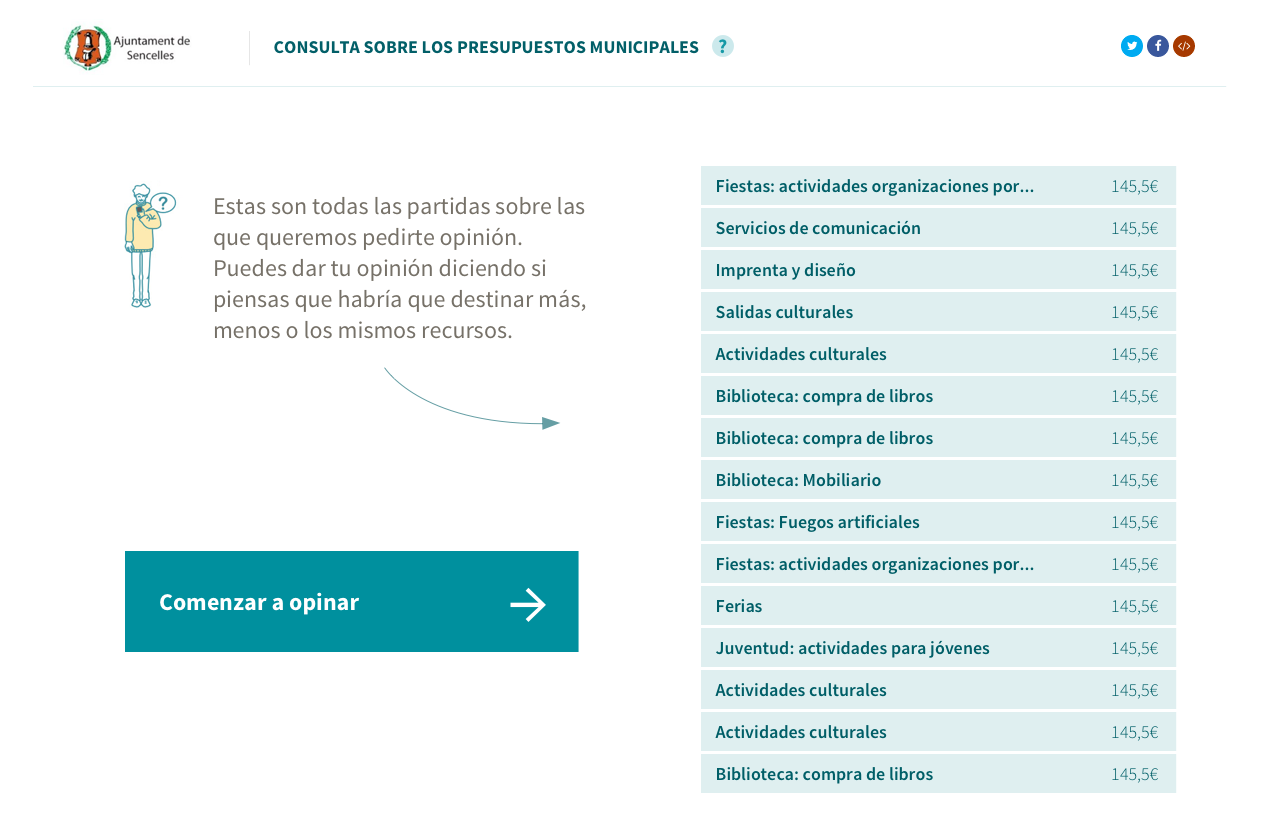 Ajuntament de
Sencelles
CONSULTA SOBRE LOS PRESUPUESTOS MUNICIPALES ?
?
Estas son todas las partidas sobre las
que queremos pedirte opinión.
Puedes dar tu opinión diciendo si
piensas que habría que destinar más,
menos o los mismos recursos.
Comenzar a opinar
Fiestas: actividades organizaciones por... 145,5€
Servicios de comunicación 145,5€
Imprenta y diseño 145,5€
Salidas culturales 145,5€
Actividades culturales 145,5€
Biblioteca: compra de libros 145,5€
Biblioteca: compra de libros 145,5€
Biblioteca: Mobiliario 145,5€
Fiestas: Fuegos artificiales 145,5€
Fiestas: actividades organizaciones por... 145,5€
Ferias 145,5€
Juventud: actividades para jóvenes 145,5€
Actividades culturales 145,5€
Actividades culturales 145,5€
Biblioteca: compra de libros 145,5€